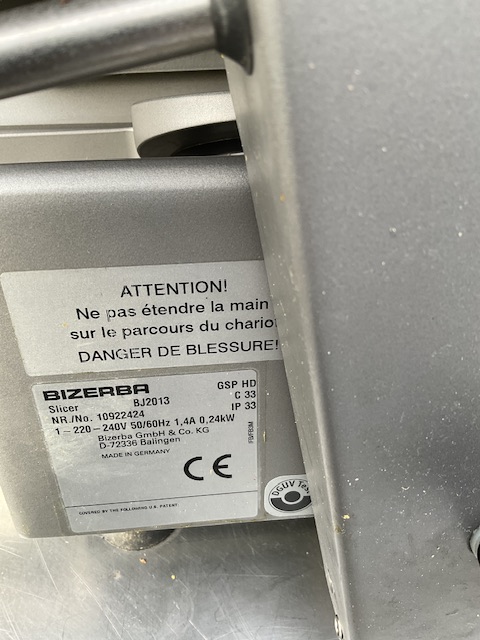 ATTENTION!
Ne pas étendre la main
sur le parcours du chariot
DANGER DE BLESSURE!
BIZERBA GSP HD
Slicer BJ2013 C 33
NR./No. 10922424 IP 33
1~220-240V 50/60Hz 1,4A 0,24kW
Bizerba GmbH & Co. KG
D-72336 Balingen
MADE IN GERMANY
CE
COVERED BY THE FOLLOWING U.S. PATENT:
DGUV Test